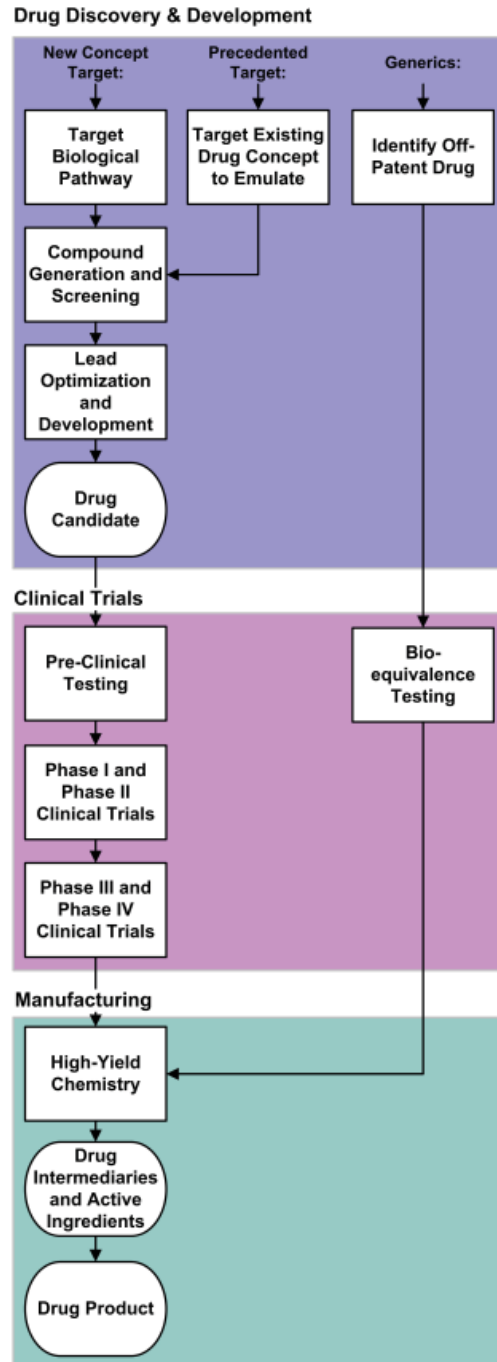 Drug Discovery & Development
New Concept
Target:
Precedented
Target:
Generics:
Target
Biological
Pathway
Target Existing
Drug Concept
to Emulate
Identify Off-
Patent Drug
Compound
Generation and
Screening
Lead
Optimization
and
Development
Drug
Candidate
Clinical Trials
Pre-Clinical
Testing
Bio-
equivalence
Testing
Phase I and
Phase II
Clinical Trials
Phase III and
Phase IV
Clinical Trials
Manufacturing
High-Yield
Chemistry
Drug
Intermediaries
and Active
Ingredients
Drug Product